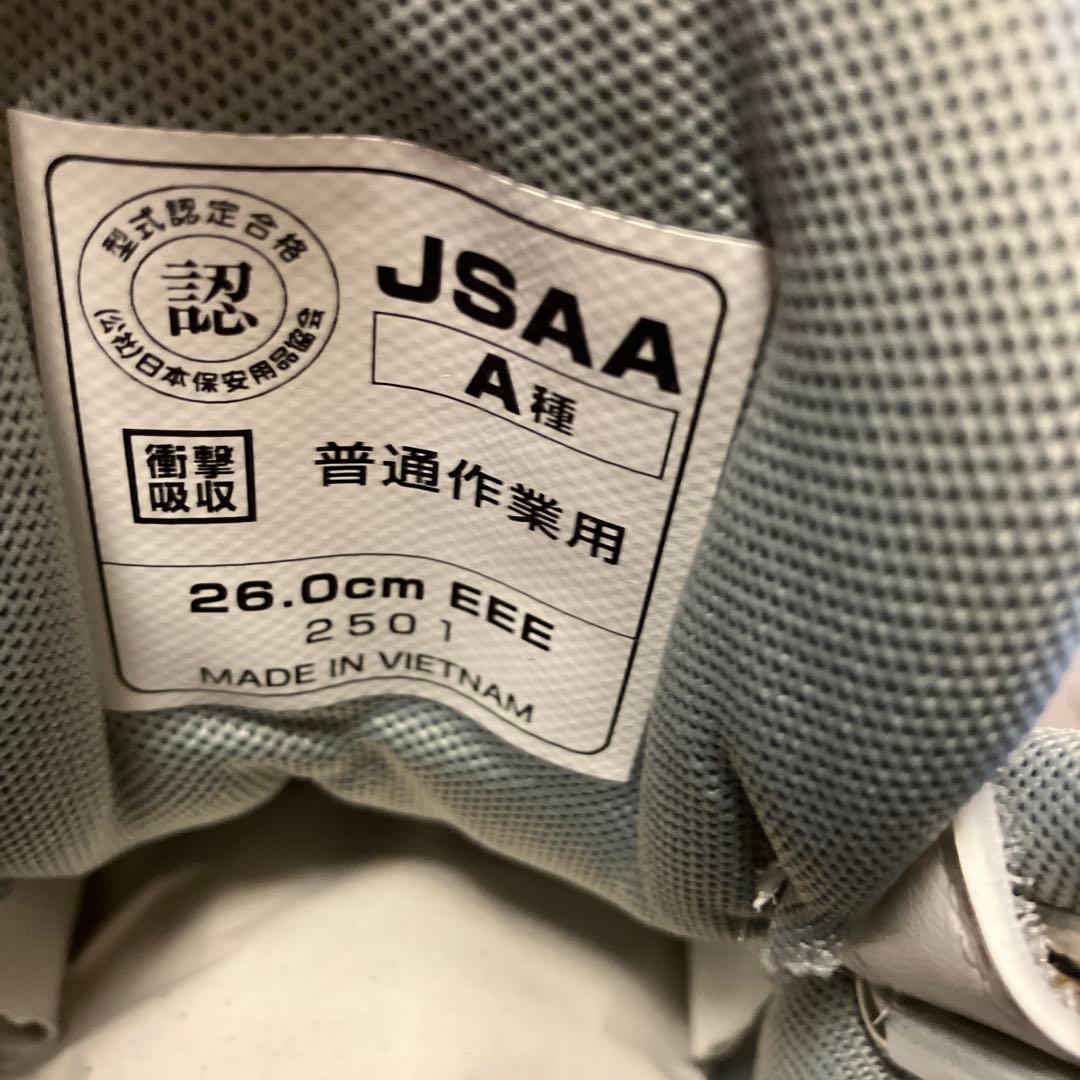 型式認定合格
認
(公社)日本保安用品協会
JSAA
A種
衝撃
吸収
普通作業用
26.0cm EEE
2501
MADE IN VIETNAM